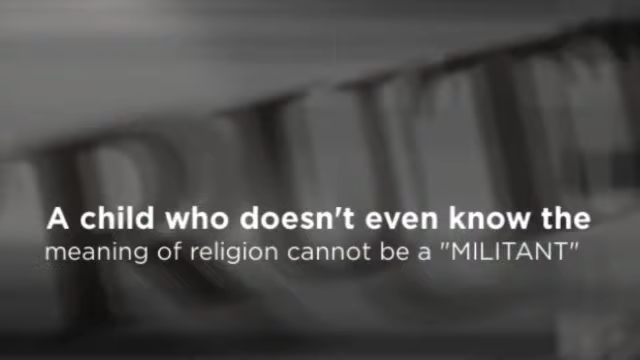 A child who doesn't even know the
meaning of religion cannot be a "MILITANT"